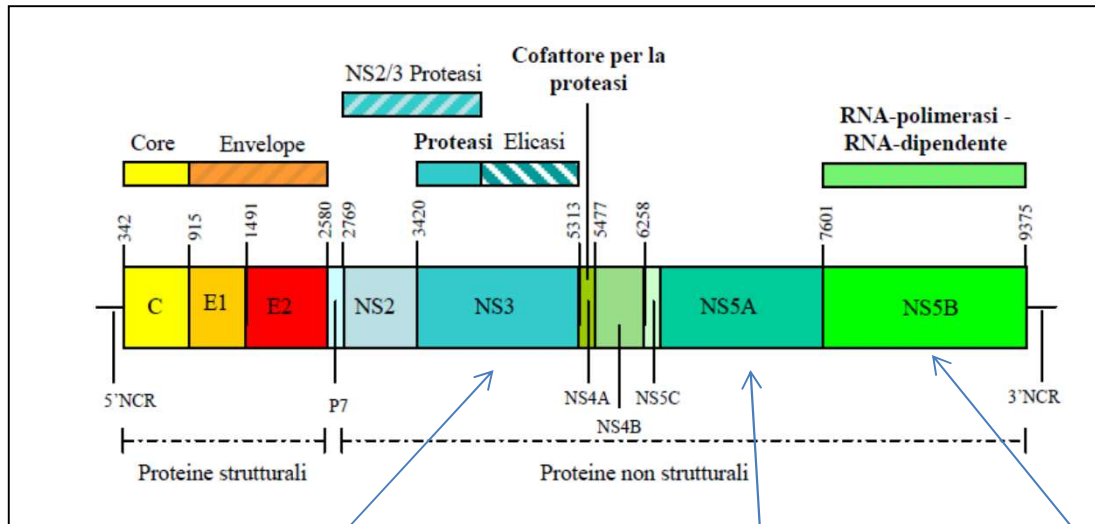 Cofattore per la
proteasi
NS2/3 Proteasi
RNA-polimerasi -
RNA-dipendente
Core
Envelope
Proteasi
Elicasi
342
915
1491
2580
2769
3420
5313
5477
6258
7601
9375
C
E1
E2
NS2
NS3
NS5A
NS5B
5'NCR
P7
NS4A
NS4B
NS5C
3'NCR
Proteine strutturali
Proteine non strutturali